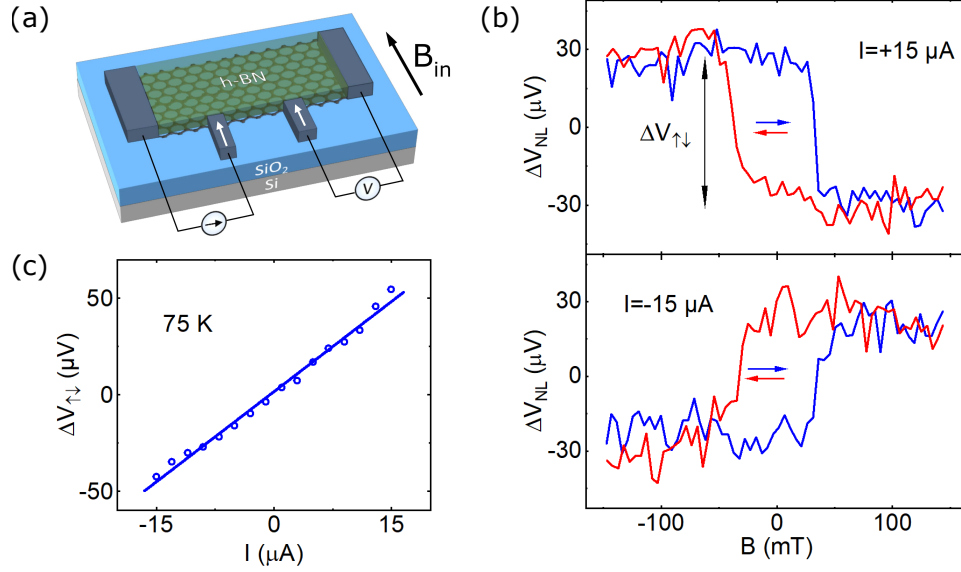 (a)
B_in
h-BN
SiO₂
Si
V
(b)
30
0
-30
ΔV_NL (μV)
I=+15 μA
ΔV↑↓
30
0
-30
ΔV_NL (μV)
I=-15 μA
-100
0
100
B (mT)
(c)
50
0
-50
ΔV↑↓ (μV)
75 K
-15
0
15
I (μA)